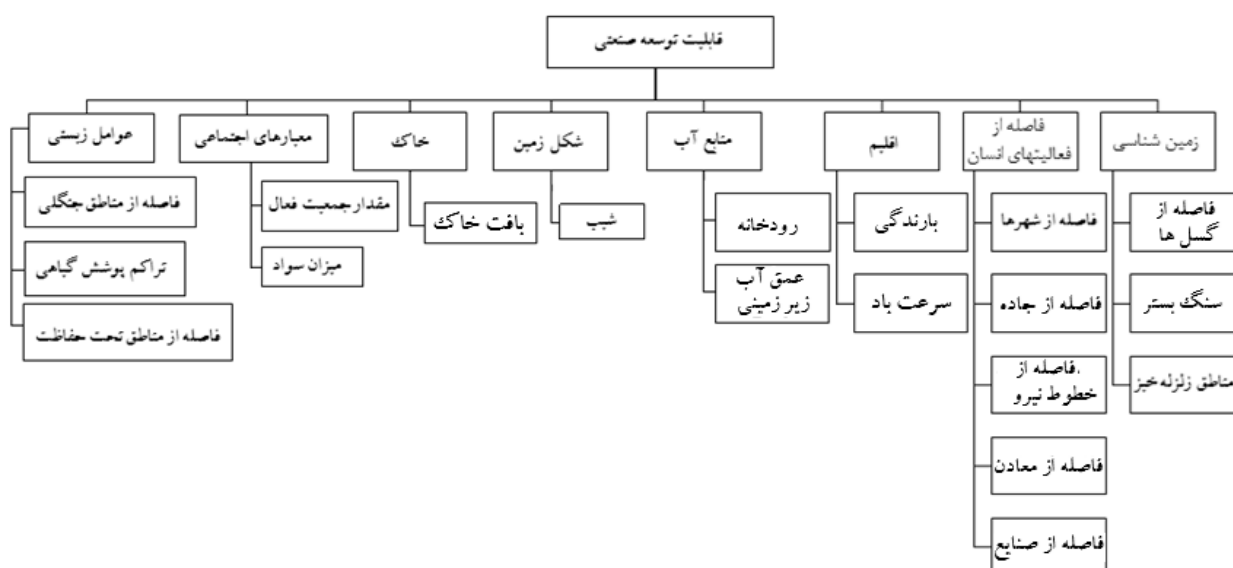 قابلیت توسعه صنعتی
زمین شناسی
فاصله از
فعالیتهای انسان
اقلیم
منابع آب
شکل زمین
خاک
معیارهای اجتماعی
عوامل زیستی
فاصله از
گسل ها
سنگ بستر
مناطق زلزله خیز
فاصله از شهرها
فاصله از جاده
.فاصله از
خطوط نیرو
فاصله از معادن
فاصله از صنایع
بارندگی
سرعت باد
رودخانه
عمق آب
زیر زمینی
شیب
بافت خاک
مقدار جمعیت فعال
میزان سواد
فاصله از مناطق جنگلی
تراکم پوشش گیاهی
فاصله از مناطق تحت حفاظت